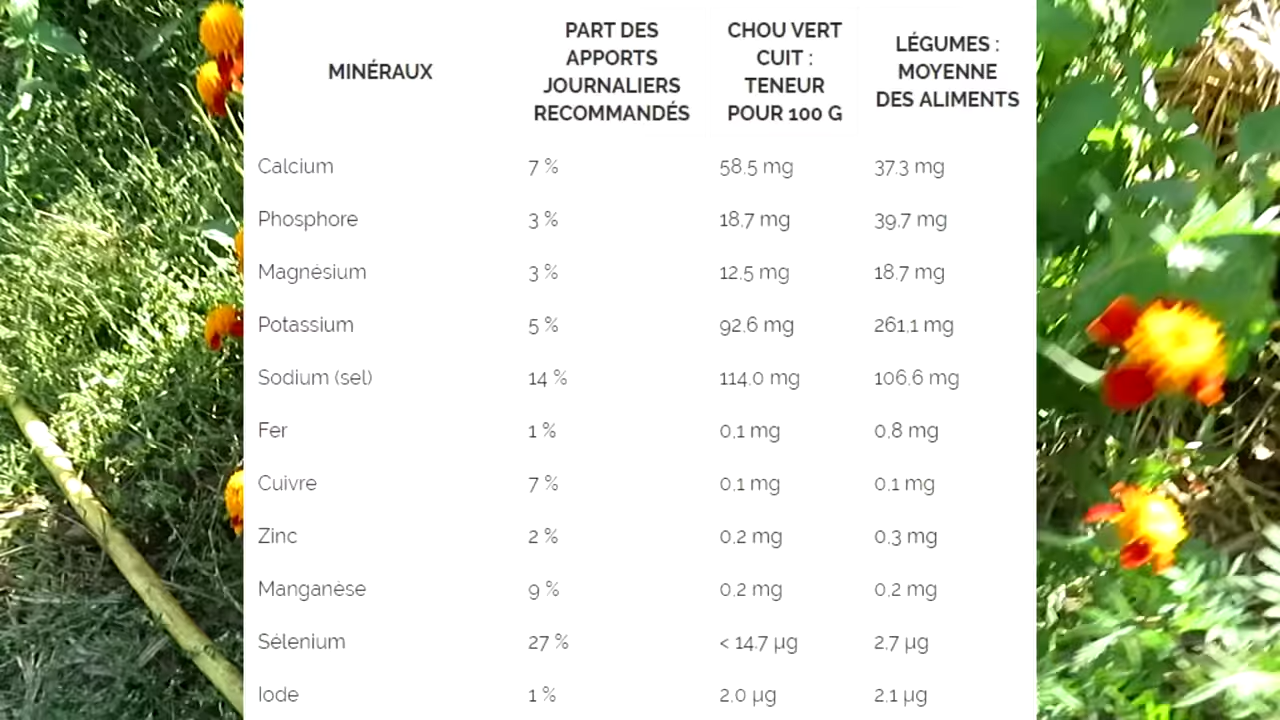 MINÉRAUX
PART DES
APPORTS
JOURNALIERS
RECOMMANDÉS
CHOU VERT
CUIT :
TENEUR
POUR 100 G
LÉGUMES :
MOYENNE
DES ALIMENTS
Calcium 7 % 58,5 mg 37,3 mg
Phosphore 3 % 18,7 mg 39,7 mg
Magnésium 3 % 12,5 mg 18,7 mg
Potassium 5 % 92,6 mg 261,1 mg
Sodium (sel) 14 % 114,0 mg 106,6 mg
Fer 1 % 0,1 mg 0,8 mg
Cuivre 7 % 0,1 mg 0,1 mg
Zinc 2 % 0,2 mg 0,3 mg
Manganèse 9 % 0,2 mg 0,2 mg
Sélenium 27 % < 14,7 µg 2,7 µg
Iode 1 % 2,0 µg 2,1 µg